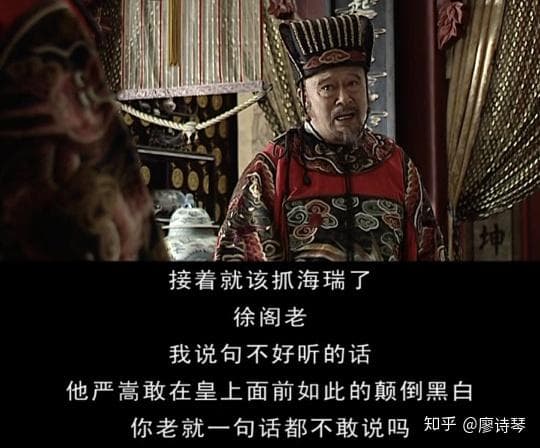 起
坤
接着就该抓海瑞了
徐阁老
我说句不好听的话
他严嵩敢在皇上面前如此的颠倒黑白
你老就一句话都不敢说吗
知乎 @廖诗琴